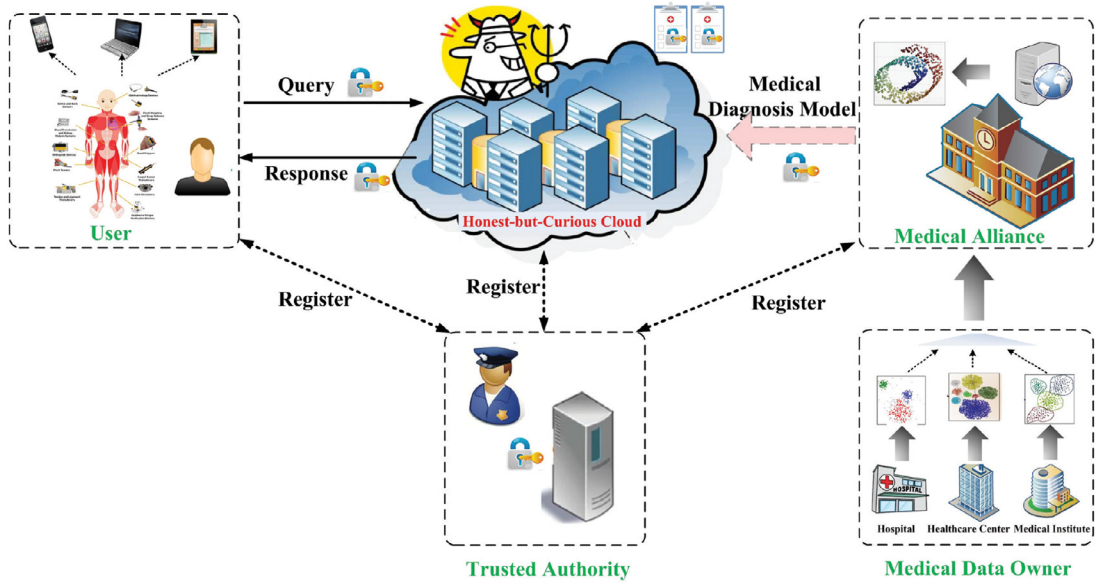 Query
Response
User
Honest-but-Curious Cloud
Medical
Diagnosis Model
Medical Alliance
Register
Register
Register
Trusted Authority
HOSPITAL
Hospital
Healthcare Center
Medical Institute
Medical Data Owner